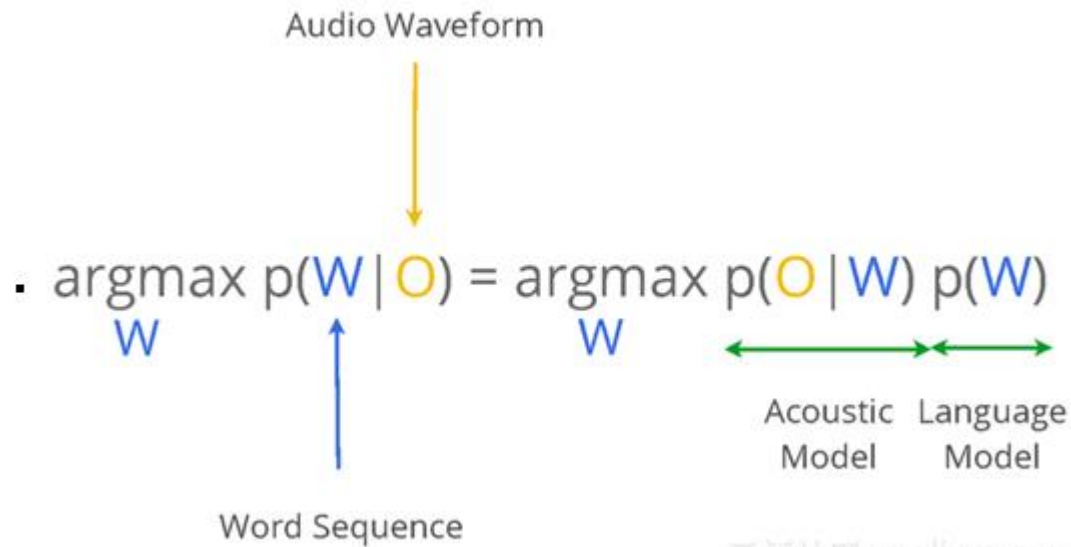 Audio Waveform
. argmax p(W|O) = argmax p(O|W) p(W)
W W
Acoustic Language
Model Model
Word Sequence